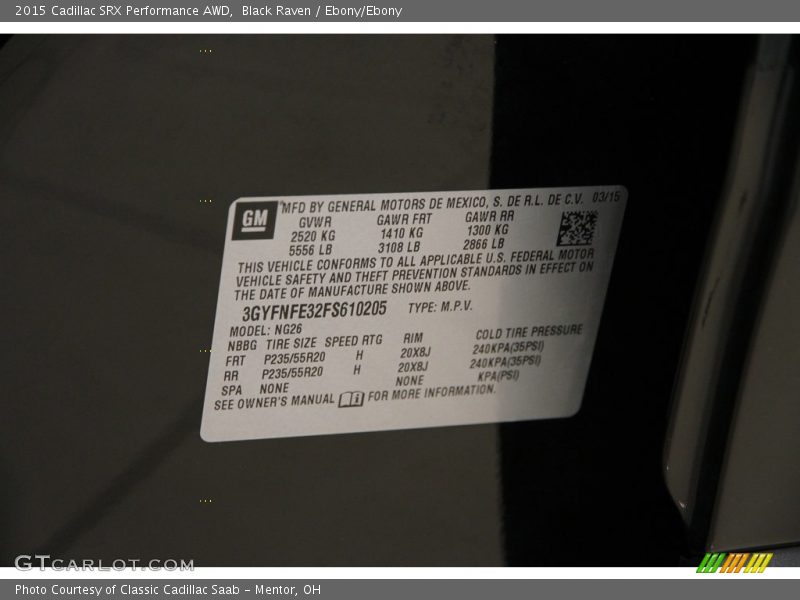 2015 Cadillac SRX Performance AWD, Black Raven / Ebony/Ebony
GM
MFD BY GENERAL MOTORS DE MEXICO, S. DE R.L. DE C.V. 03/15
GVWR GAWR FRT GAWR RR
2520 KG 1410 KG 1300 KG
5556 LB 3108 LB 2866 LB
THIS VEHICLE CONFORMS TO ALL APPLICABLE U.S. FEDERAL MOTOR
VEHICLE SAFETY AND THEFT PREVENTION STANDARDS IN EFFECT ON
THE DATE OF MANUFACTURE SHOWN ABOVE.
3GYFNFE32FS610205 TYPE: M.P.V.
MODEL: NG26
NBBG TIRE SIZE SPEED RTG RIM COLD TIRE PRESSURE
FRT P235/55R20 H 20X8J 240KPA(35PSI)
RR P235/55R20 H 20X8J 240KPA(35PSI)
SPA NONE NONE KPA(PSI)
SEE OWNER'S MANUAL FOR MORE INFORMATION.
GTCARLOT.COM
Photo Courtesy of Classic Cadillac Saab - Mentor, OH